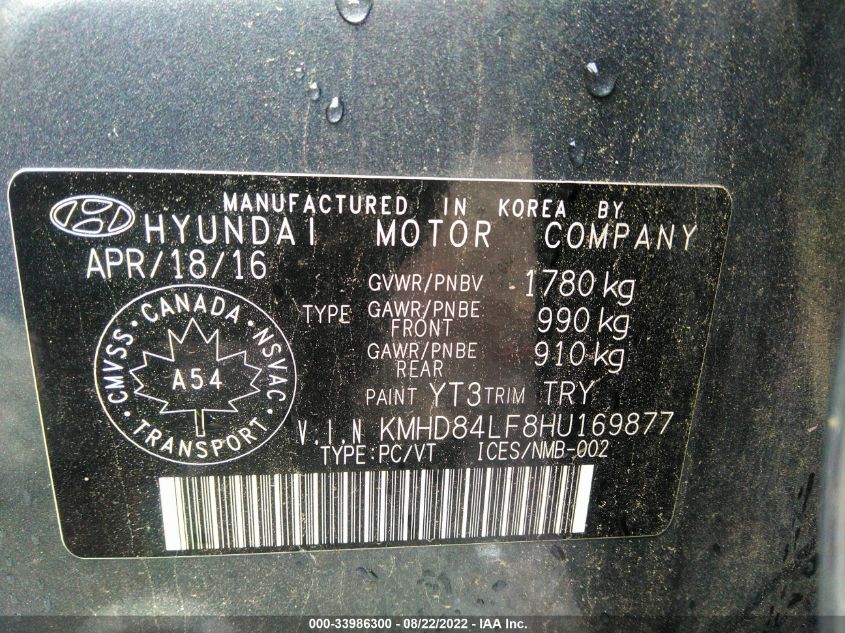 MANUFACTURED IN KOREA BY
HYUNDAI MOTOR COMPANY
APR/18/16
GVWR/PNBV 1780 kg
TYPE GAWR/PNBE FRONT 990 kg
GAWR/PNBE REAR 910 kg
PAINT YT3 TRIM TRY
CMVSS · CANADA · NSVAC · TRANSPORT ·
A54
V.I.N KMHD84LF8HU169877
TYPE:PC/VT ICES/NMB-002
000-33986300 - 08/22/2022 - IAA Inc.